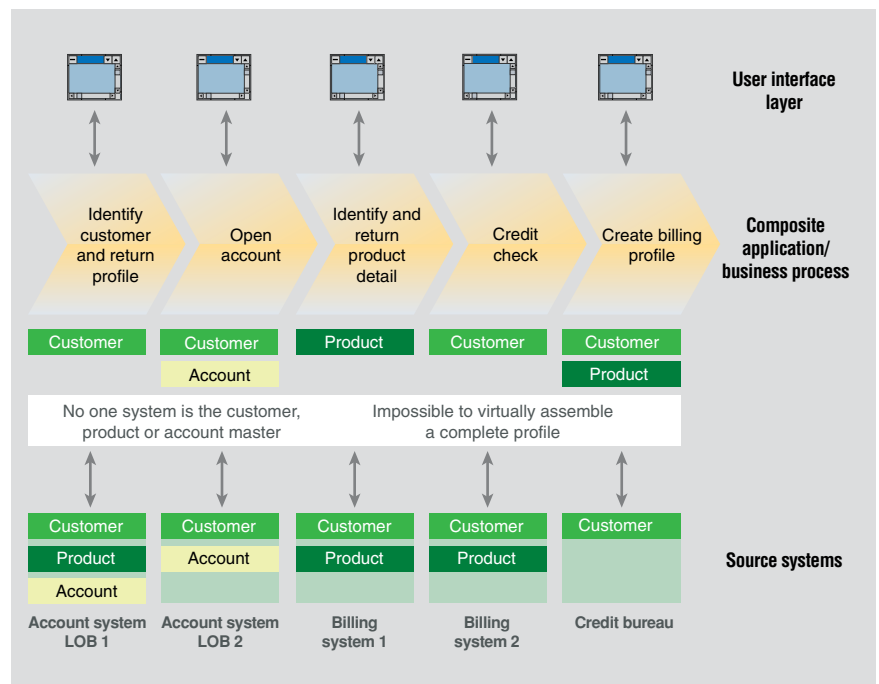 User interface
layer
Identify
customer
and return
profile
Open
account
Identify and
return
product
detail
Credit
check
Create billing
profile
Composite
application/
business process
Customer
Customer
Product
Customer
Customer
Account
Product
No one system is the customer,
product or account master
Impossible to virtually assemble
a complete profile
Customer
Customer
Customer
Customer
Customer
Product
Account
Product
Product
Account
Source systems
Account system
LOB 1
Account system
LOB 2
Billing
system 1
Billing
system 2
Credit bureau